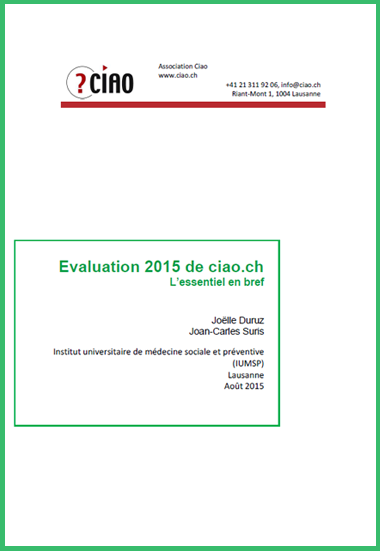 ?CIAO
Association Ciao
www.ciao.ch
+41 21 311 92 06, info@ciao.ch
Riant-Mont 1, 1004 Lausanne
Evaluation 2015 de ciao.ch
L'essentiel en bref
Joëlle Duruz
Joan-Carles Suris
Institut universitaire de médecine sociale et préventive
(IUMSP)
Lausanne
Août 2015